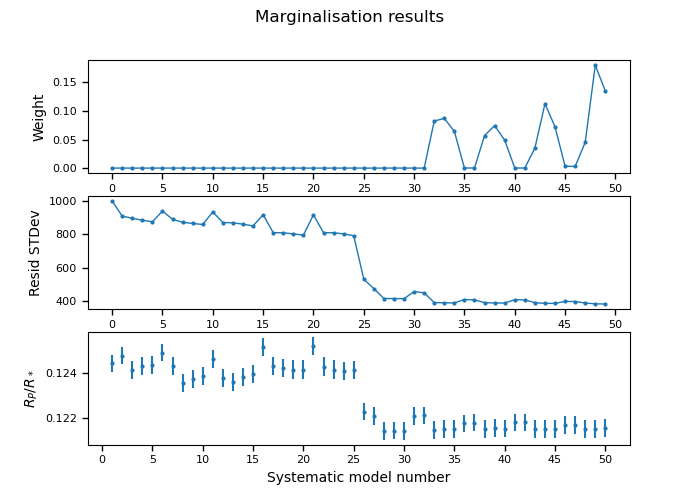 Marginalisation results
Weight
0.15
0.10
0.05
0.00
0 5 10 15 20 25 30 35 40 45 50
Resid STDev
1000
800
600
400
0 5 10 15 20 25 30 35 40 45 50
R_P/R_*
0.124
0.122
0 5 10 15 20 25 30 35 40 45 50
Systematic model number